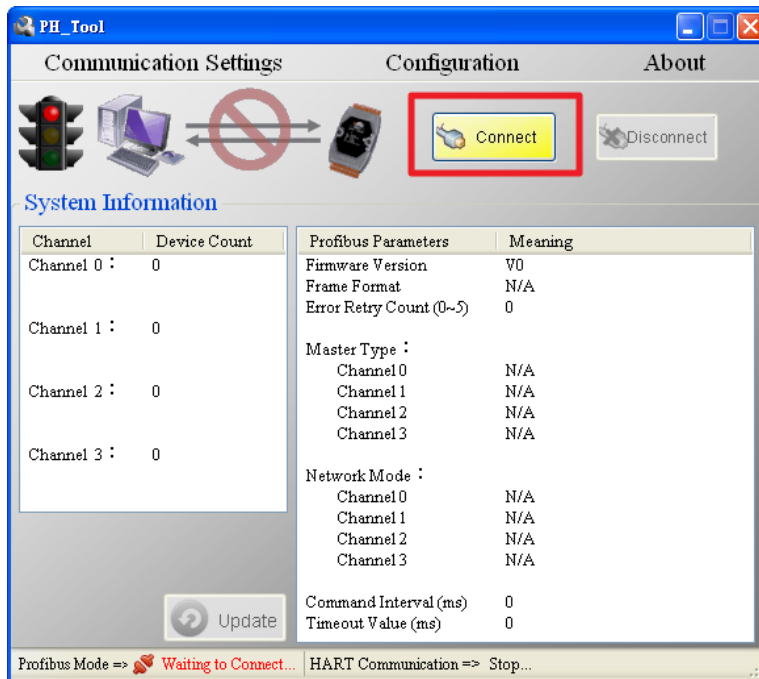 PH_Tool
Communication Settings Configuration About
Connect Disconnect
System Information
Channel Device Count
Channel 0： 0
Channel 1： 0
Channel 2： 0
Channel 3： 0
Update
Profibus Parameters Meaning
Firmware Version V0
Frame Format N/A
Error Retry Count (0~5) 0
Master Type：
Channel 0 N/A
Channel 1 N/A
Channel 2 N/A
Channel 3 N/A
Network Mode：
Channel 0 N/A
Channel 1 N/A
Channel 2 N/A
Channel 3 N/A
Command Interval (ms) 0
Timeout Value (ms) 0
Profibus Mode => Waiting to Connect... HART Communication => Stop...